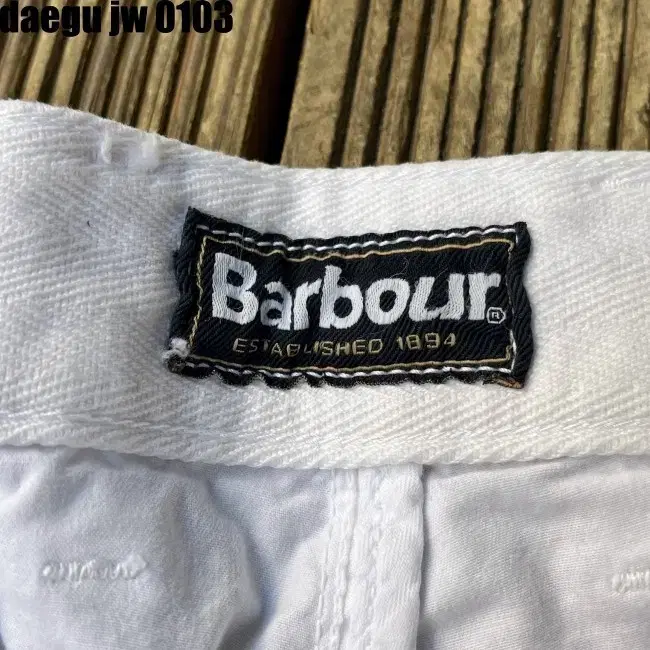 daegu jw 0103
Barbour
®
ESTABLISHED 1894